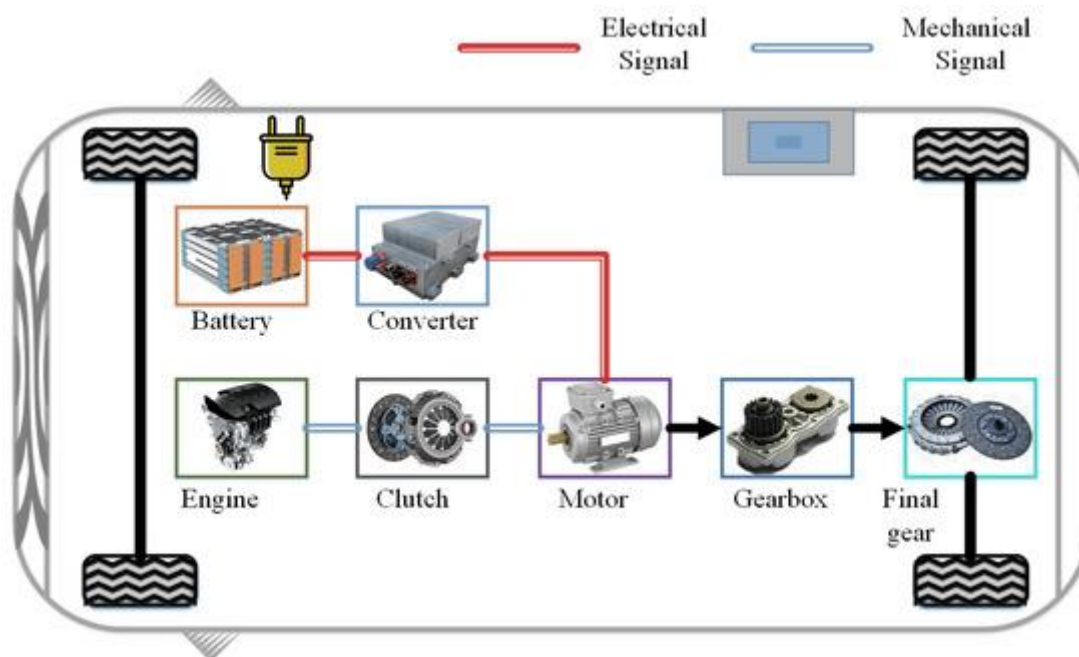 Electrical
Signal
Mechanical
Signal
Battery
Converter
Engine
Clutch
Motor
Gearbox
Final
gear